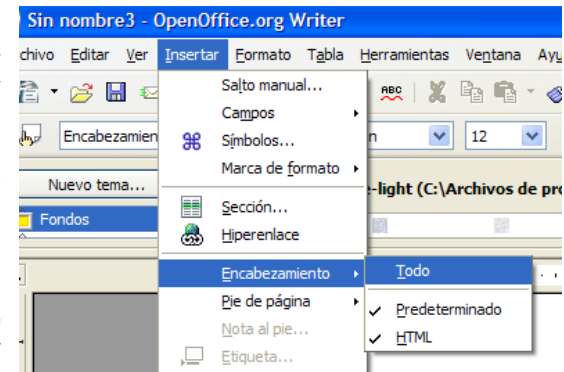 Sin nombre3 - OpenOffice.org Writer
chivo Editar Ver Insertar Formato Tabla Herramientas Ventana Ayu
Salto manual...
ABC
Campos
Encabezamien
n
12
Símbolos...
Marca de formato
Nuevo tema...
e-light (C:\Archivos de pro
Sección...
Fondos
Hiperenlace
Encabezamiento
Todo
Pie de página
Predeterminado
Nota al pie...
HTML
Etiqueta...